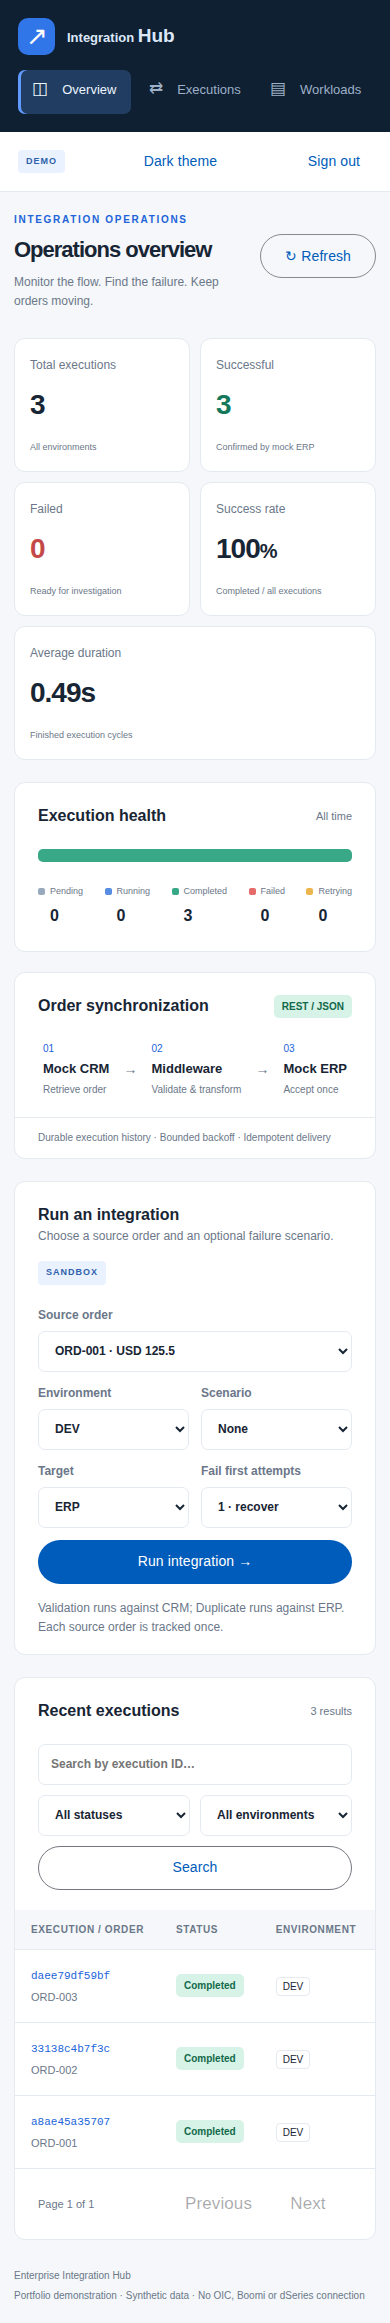 Integration Hub
Overview Executions Workloads
DEMO Dark theme Sign out
INTEGRATION OPERATIONS
Operations overview
↻ Refresh
Monitor the flow. Find the failure. Keep
orders moving.
Total executions
3
All environments
Successful
3
Confirmed by mock ERP
Failed
0
Ready for investigation
Success rate
100%
Completed / all executions
Average duration
0.49s
Finished execution cycles
Execution health All time
Pending Running Completed Failed Retrying
0 0 3 0 0
Order synchronization REST / JSON
01 02 03
Mock CRM → Middleware → Mock ERP
Retrieve order Validate & transform Accept once
Durable execution history · Bounded backoff · Idempotent delivery
Run an integration
Choose a source order and an optional failure scenario.
SANDBOX
Source order
ORD-001 · USD 125.5
Environment Scenario
DEV None
Target Fail first attempts
ERP 1 · recover
Run integration →
Validation runs against CRM; Duplicate runs against ERP.
Each source order is tracked once.
Recent executions 3 results
Search by execution ID…
All statuses All environments
Search
EXECUTION / ORDER STATUS ENVIRONMENT
daee79df59bf
ORD-003 Completed DEV
33138c4b7f3c
ORD-002 Completed DEV
a8ae45a35707
ORD-001 Completed DEV
Page 1 of 1 Previous Next
Enterprise Integration Hub
Portfolio demonstration · Synthetic data · No OIC, Boomi or dSeries connection